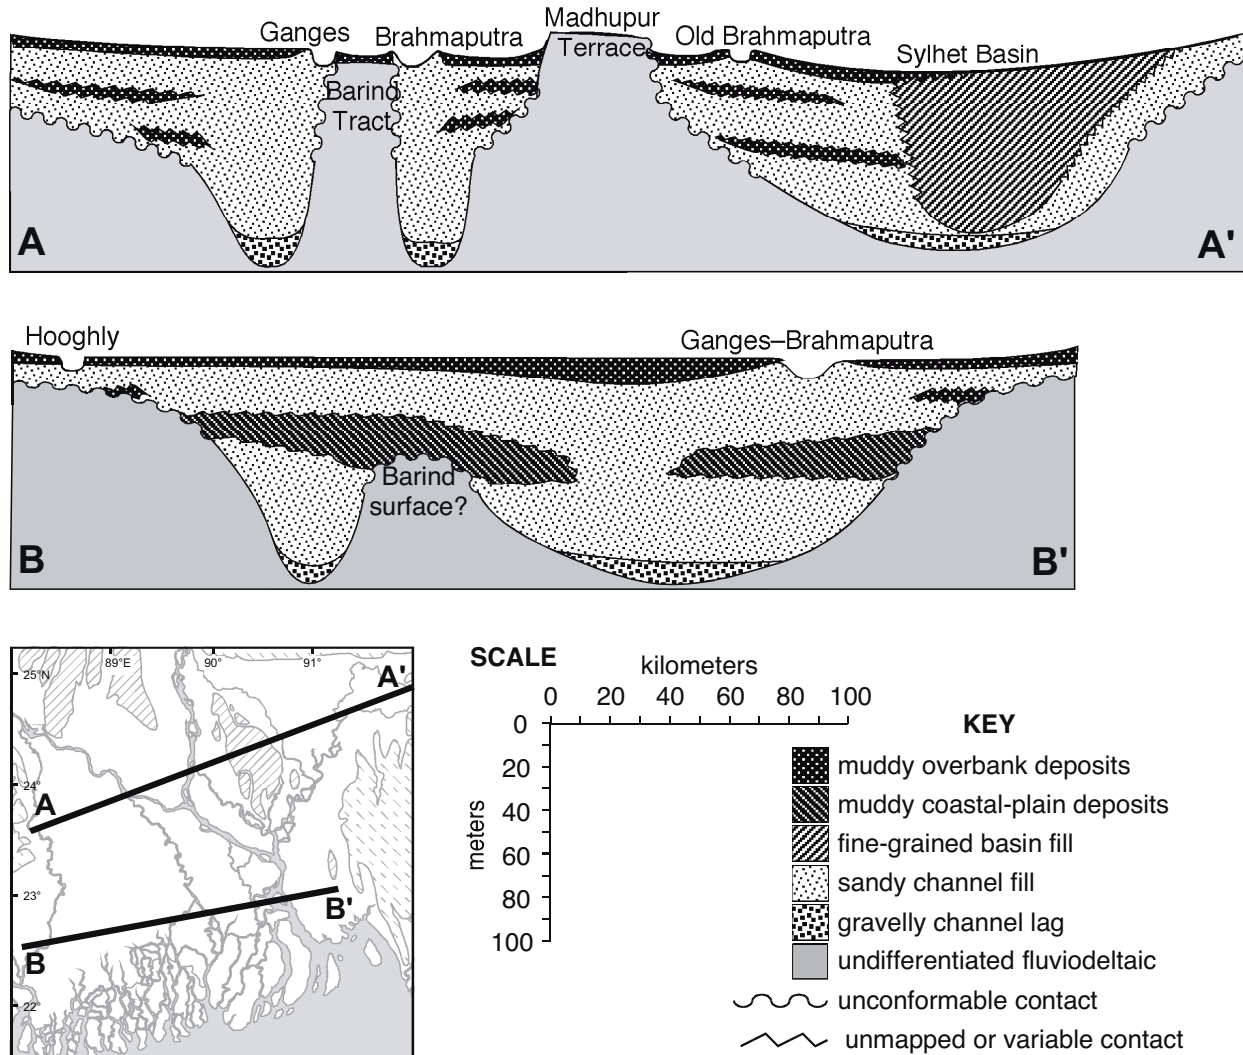 Ganges
Brahmaputra
Madhupur
Terrace
Old Brahmaputra
Sylhet Basin
Barind
Tract
A
A'
Hooghly
Ganges–Brahmaputra
Barind
surface?
B
B'
89°E
90°
91°
25°N
24°
23°
22°
A
A'
B
B'
SCALE
kilometers
0 20 40 60 80 100
meters
0
20
40
60
80
100
KEY
muddy overbank deposits
muddy coastal-plain deposits
fine-grained basin fill
sandy channel fill
gravelly channel lag
undifferentiated fluviodeltaic
unconformable contact
unmapped or variable contact